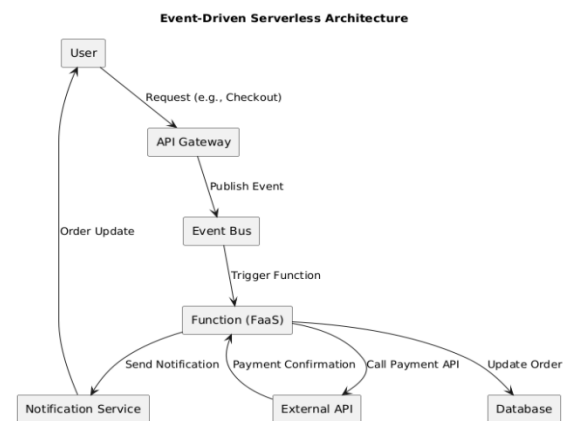 Event-Driven Serverless Architecture
User
Request (e.g., Checkout)
API Gateway
Publish Event
Event Bus
Order Update
Trigger Function
Function (FaaS)
Send Notification
Payment Confirmation
Call Payment API
Update Order
Notification Service
External API
Database